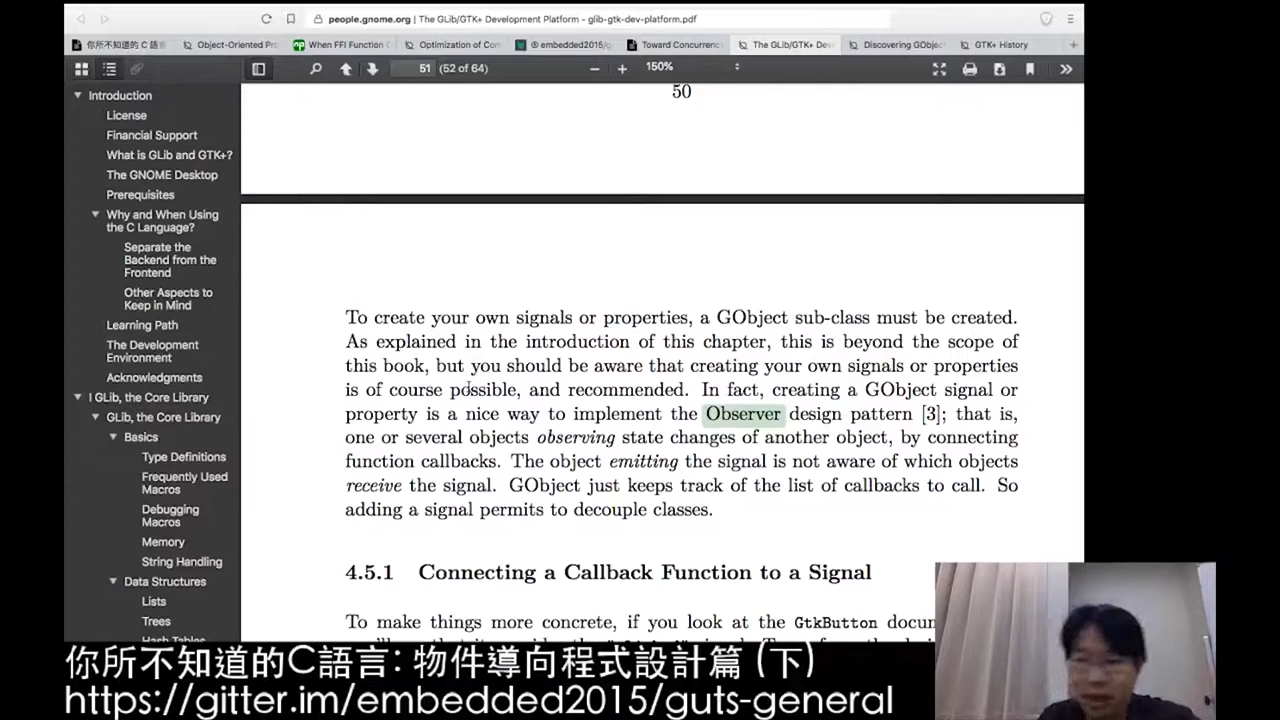 people.gnome.org | The GLib/GTK+ Development Platform - glib-gtk-dev-platform.pdf
你所不知道的 C 語言
Object-Oriented Pro
When FFI Function C
Optimization of Com
embedded2015/g
Toward Concurrenc
The GLib/GTK+ Dev
Discovering GObjec
GTK+ History
51 (52 of 64)
150%
Introduction
License
Financial Support
What is GLib and GTK+?
The GNOME Desktop
Prerequisites
Why and When Using
the C Language?
Separate the
Backend from the
Frontend
Other Aspects to
Keep in Mind
Learning Path
The Development
Environment
Acknowledgments
I GLib, the Core Library
GLib, the Core Library
Basics
Type Definitions
Frequently Used
Macros
Debugging
Macros
Memory
String Handling
Data Structures
Lists
Trees
Hash Tables
50
To create your own signals or properties, a GObject sub-class must be created.
As explained in the introduction of this chapter, this is beyond the scope of
this book, but you should be aware that creating your own signals or properties
is of course possible, and recommended. In fact, creating a GObject signal or
property is a nice way to implement the Observer design pattern [3]; that is,
one or several objects observing state changes of another object, by connecting
function callbacks. The object emitting the signal is not aware of which objects
receive the signal. GObject just keeps track of the list of callbacks to call. So
adding a signal permits to decouple classes.
4.5.1 Connecting a Callback Function to a Signal
To make things more concrete, if you look at the GtkButton docum
你所不知道的C語言: 物件導向程式設計篇 (下)
https://gitter.im/embedded2015/guts-general